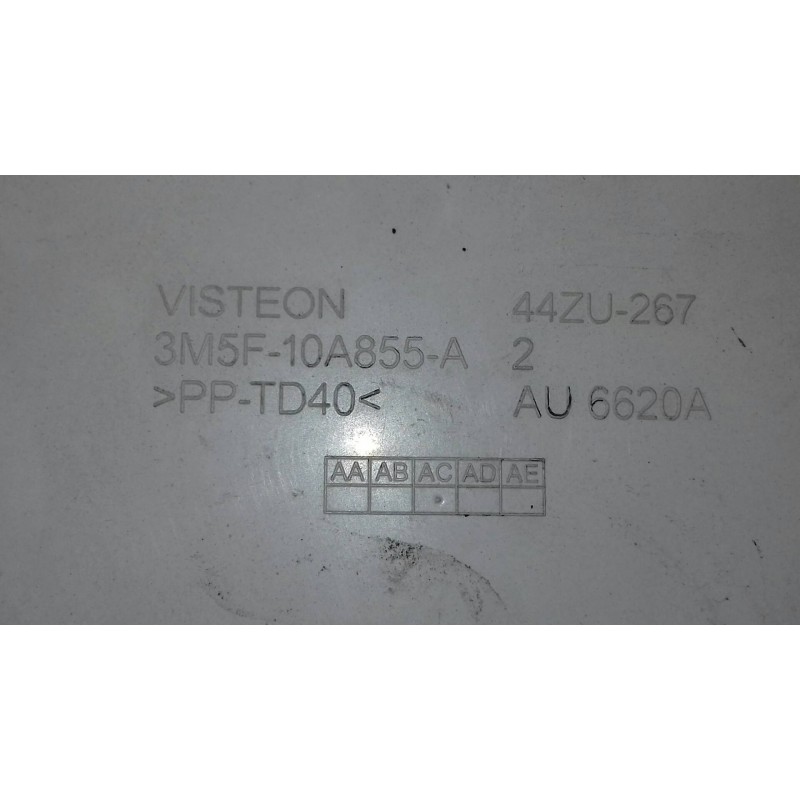 VISTEON 44ZU-267
3M5F-10A855-A 2
>PP-TD40< AU 6620A
AA AB AC AD AE